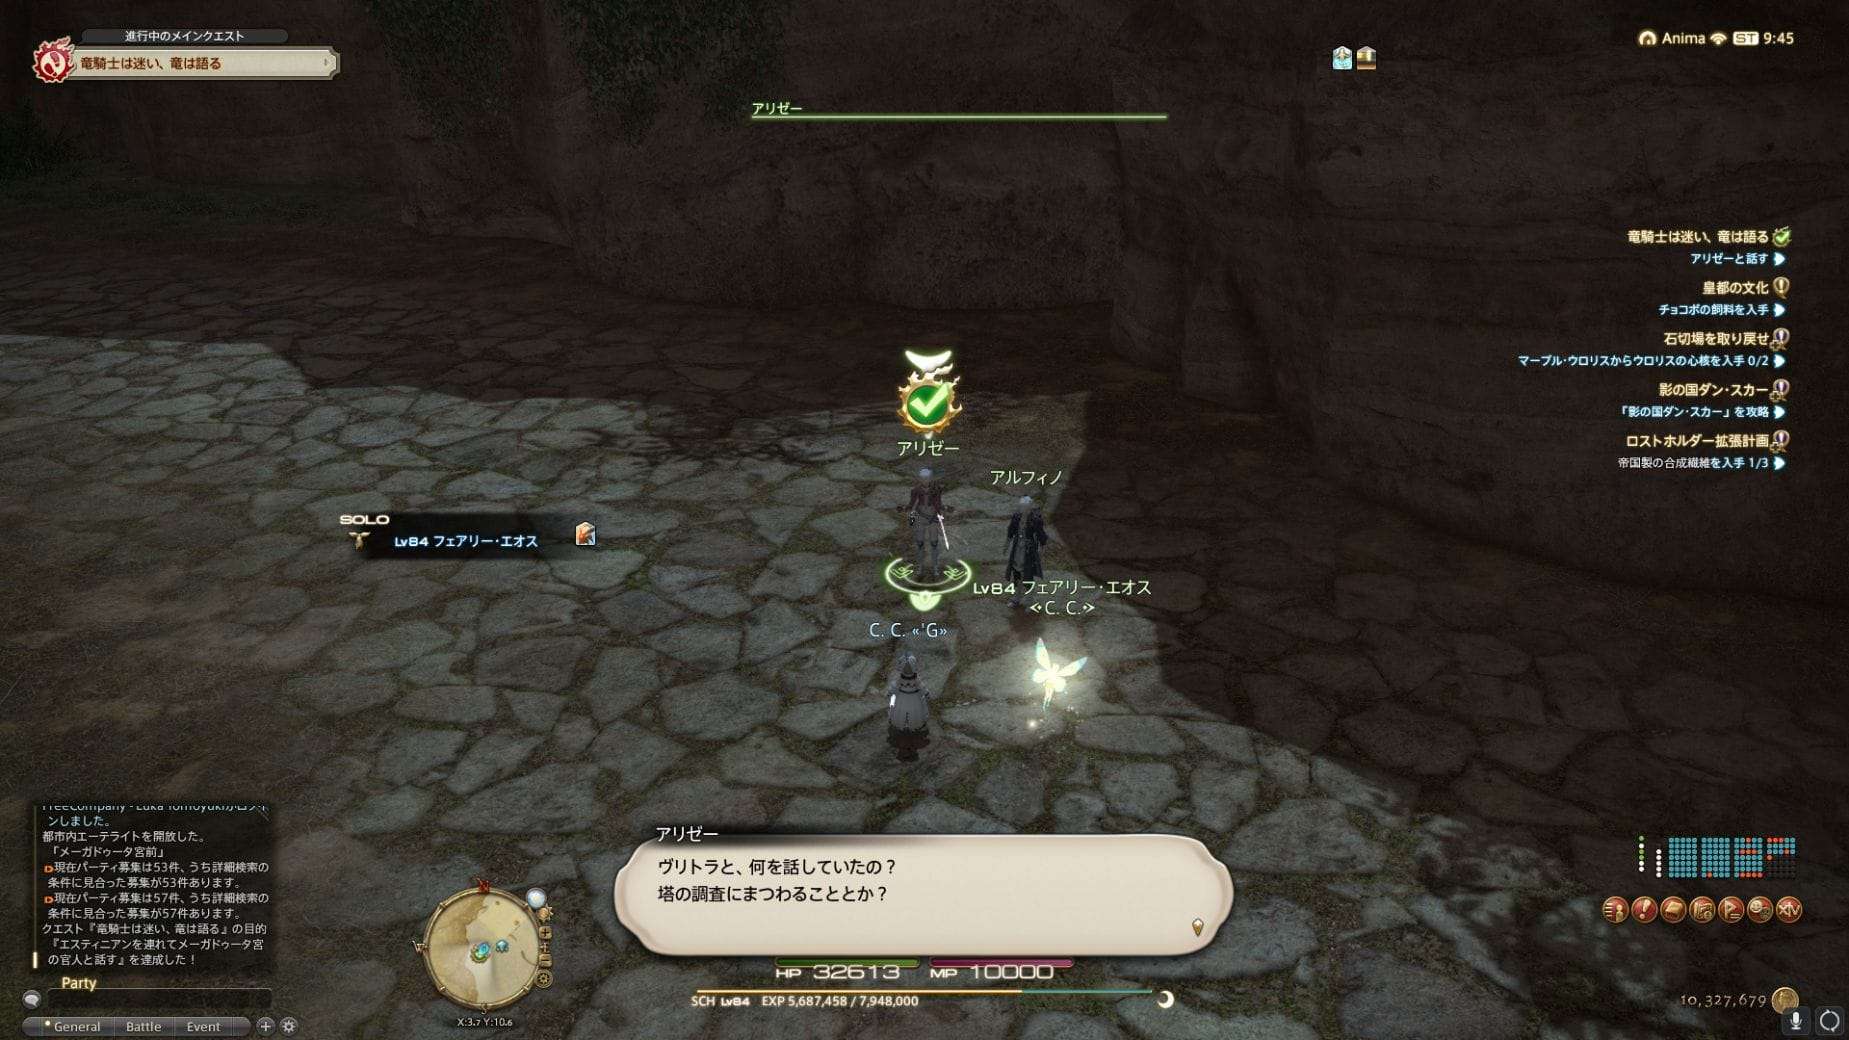 進行中のメインクエスト
竜騎士は迷い、竜は語る
Anima ST 9:45
アリゼー
竜騎士は迷い、竜は語る
アリゼーと話す
皇都の文化
チョコボの飼料を入手
石切場を取り戻せ
マーブル・ウロリスからウロリスの心核を入手 0/2
影の国ダン・スカー
「影の国ダン・スカー」を攻略
ロストホルダー拡張計画
帝国製の合成繊維を入手 1/3
アリゼー
アルフィノ
SOLO
Lv84 フェアリー・エオス
Lv84 フェアリー・エオス
«C. C.»
C. C. «'G»
FreeCompany - Luka Tomoyukiがログイ
ンしました。
都市内エーテライトを開放した。
「メーガドゥータ宮前」
現在パーティ募集は53件、うち詳細検索の
条件に見合った募集が53件あります。
現在パーティ募集は57件、うち詳細検索の
条件に見合った募集が57件あります。
クエスト『竜騎士は迷い、竜は語る』の目的
『エスティニアンを連れてメーガドゥータ宮
の官人と話す』を達成した！
Party
General Battle Event
N
W
X:3.7 Y:10.6
アリゼー
ヴリトラと、何を話していたの？
塔の調査にまつわることとか？
HP 32613 MP 10000
SCH Lv84 EXP 5,687,458 / 7,948,000
XIV
10,327,679